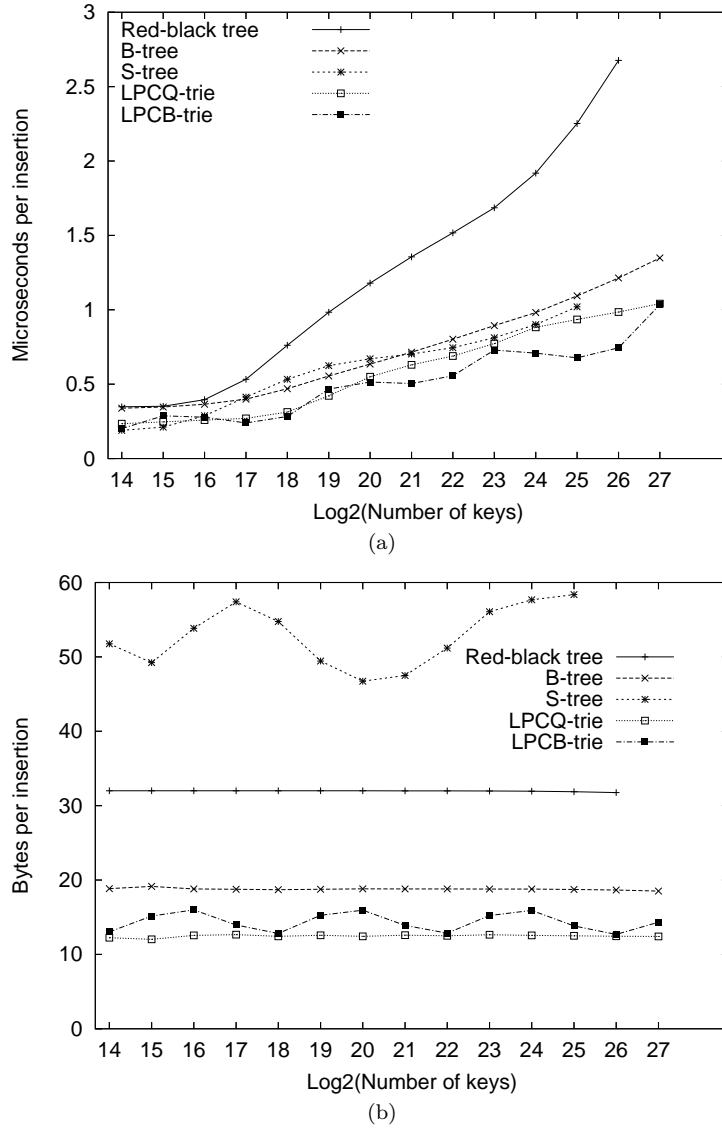 3
2.5
2
1.5
1
0.5
0
Microseconds per insertion
Red-black tree
B-tree
S-tree
LPCQ-trie
LPCB-trie
14 15 16 17 18 19 20 21 22 23 24 25 26 27
Log2(Number of keys)
(a)
60
50
40
30
20
10
0
Bytes per insertion
Red-black tree
B-tree
S-tree
LPCQ-trie
LPCB-trie
14 15 16 17 18 19 20 21 22 23 24 25 26 27
Log2(Number of keys)
(b)